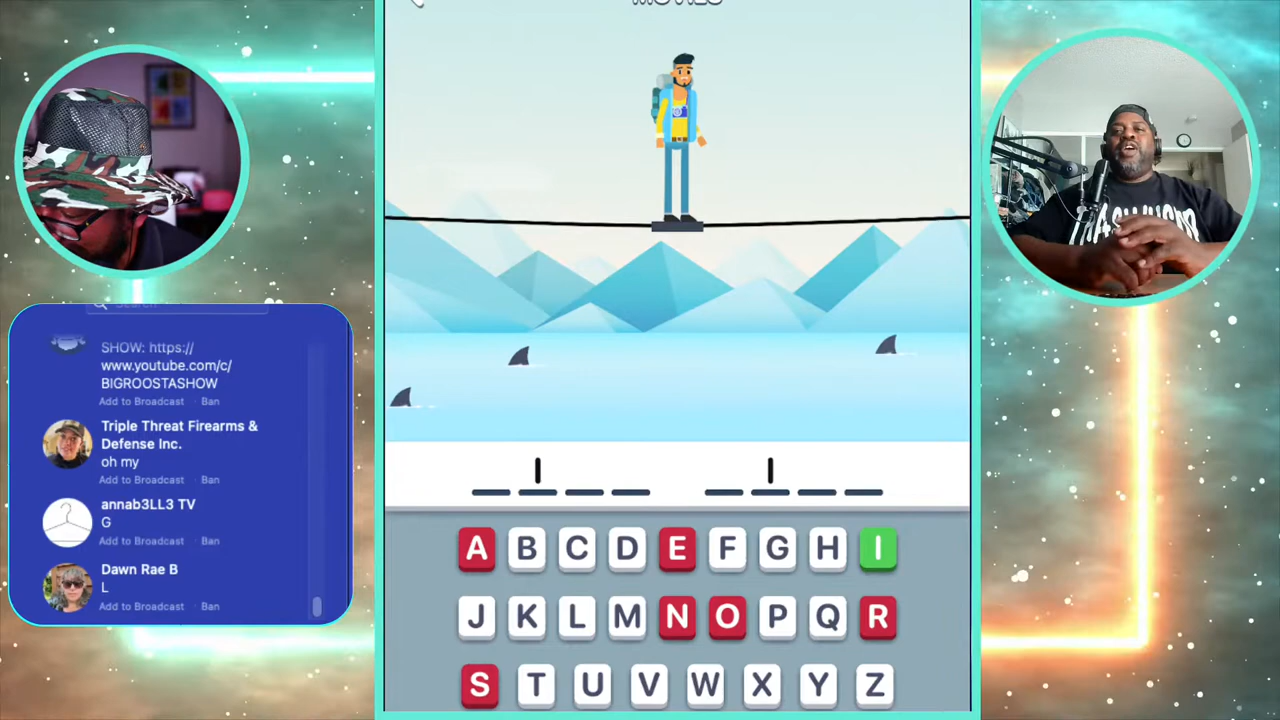 MOVIES
SHOW: https://
www.youtube.com/c/
BIGROOSTASHOW
Add to Broadcast · Ban
Triple Threat Firearms &
Defense Inc.
oh my
Add to Broadcast · Ban
annab3LL3 TV
G
Add to Broadcast · Ban
Dawn Rae B
L
Add to Broadcast · Ban
I I
A B C D E F G H I
J K L M N O P Q R
S T U V W X Y Z